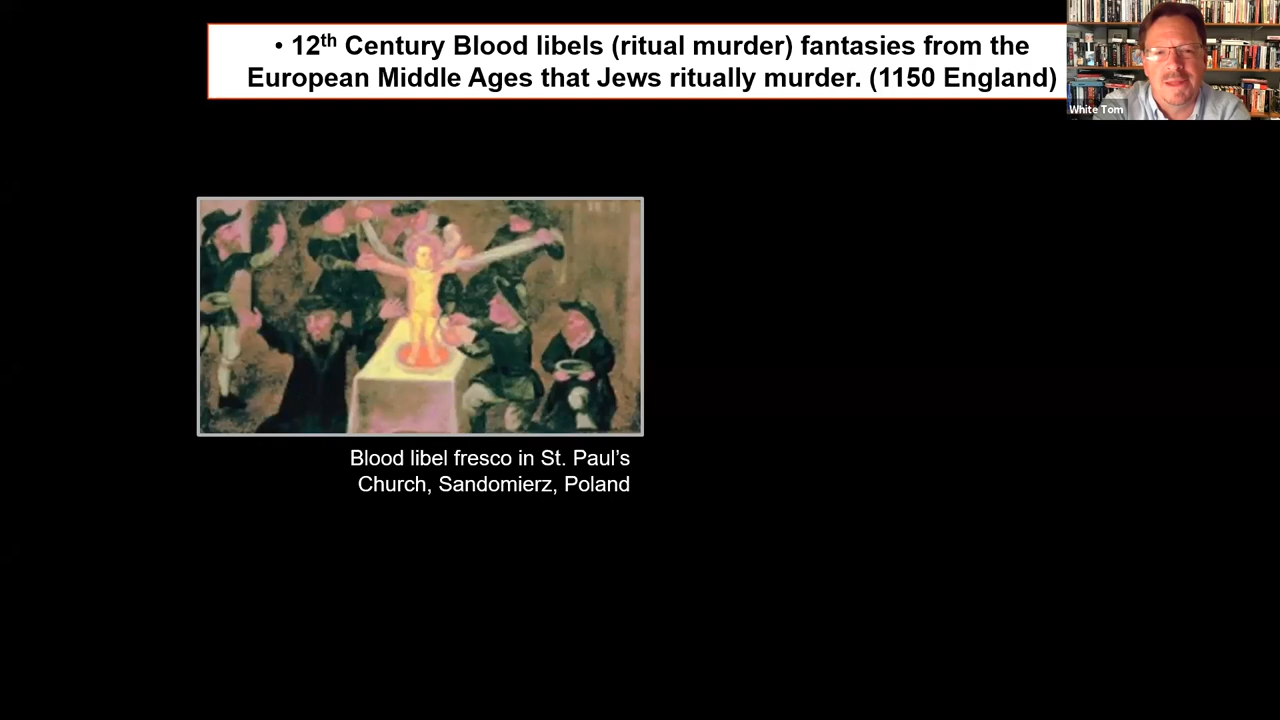 • 12th Century Blood libels (ritual murder) fantasies from the
European Middle Ages that Jews ritually murder. (1150 England)
White Tom
Blood libel fresco in St. Paul’s
Church, Sandomierz, Poland